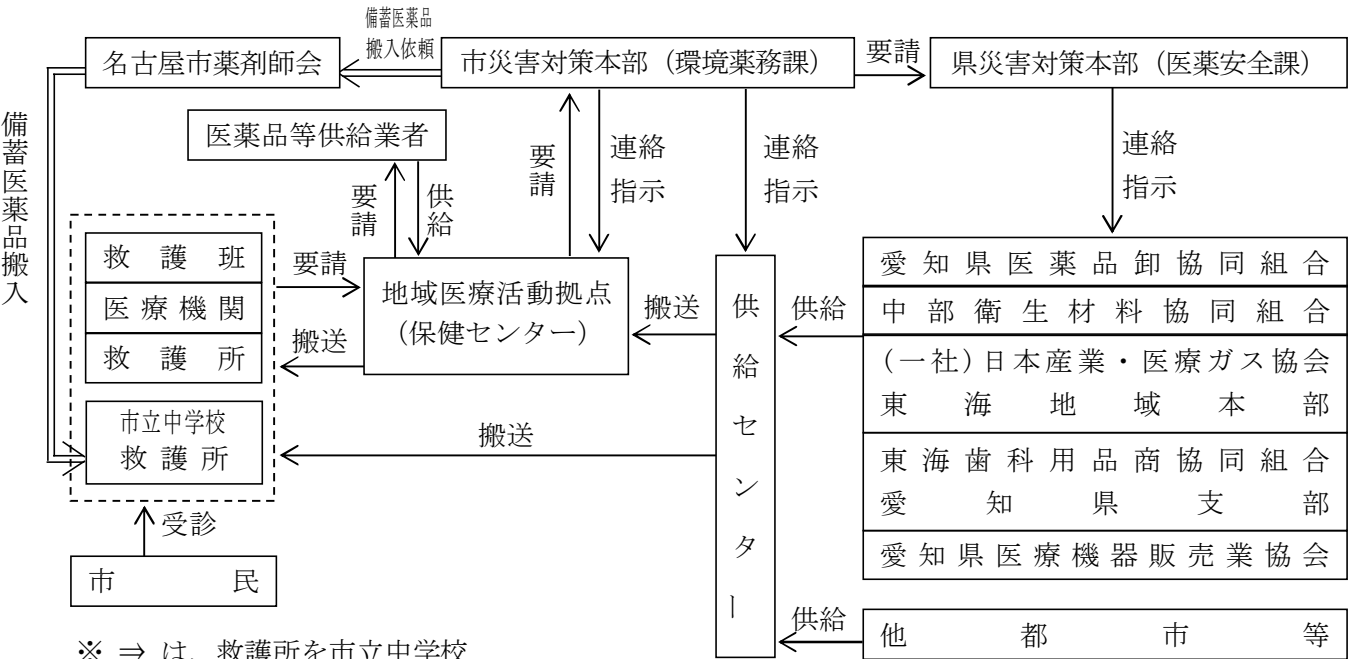 備蓄医薬品
搬入依頼
名古屋市薬剤師会
市災害対策本部（環境薬務課）
要請
県災害対策本部（医薬安全課）
備蓄医薬品搬入
医薬品等供給業者
要請
供給
要請
連絡
指示
連絡
指示
連絡
指示
救護班
医療機関
救護所
要請
搬送
地域医療活動拠点
（保健センター）
搬送
供給センター
供給
愛知県医薬品卸協同組合
中部衛生材料協同組合
（一社）日本産業・医療ガス協会
東海地域本部
東海歯科用品商協同組合
愛知県支部
愛知県医療機器販売業協会
市立中学校
救護所
搬送
受診
市民
供給
他都市等
※ ⇒ は、救護所を市立中学校